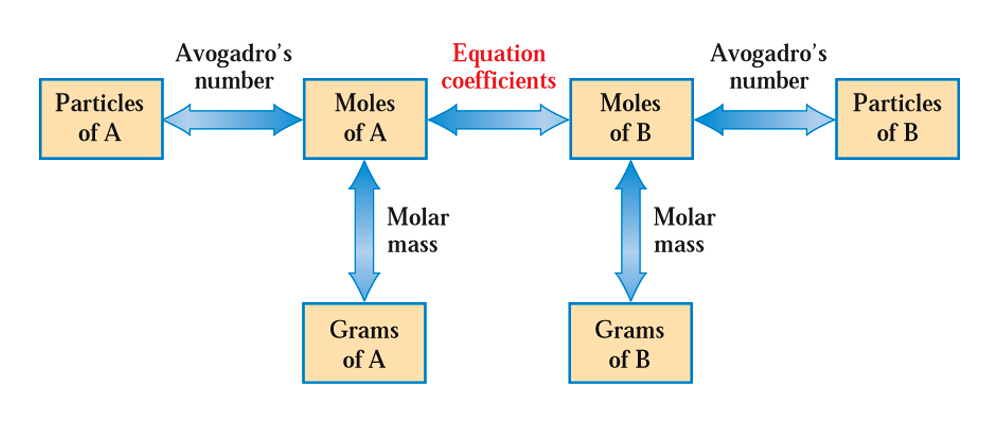 Avogadro's
number
Equation
coefficients
Avogadro's
number
Particles
of A
Moles
of A
Moles
of B
Particles
of B
Molar
mass
Molar
mass
Grams
of A
Grams
of B